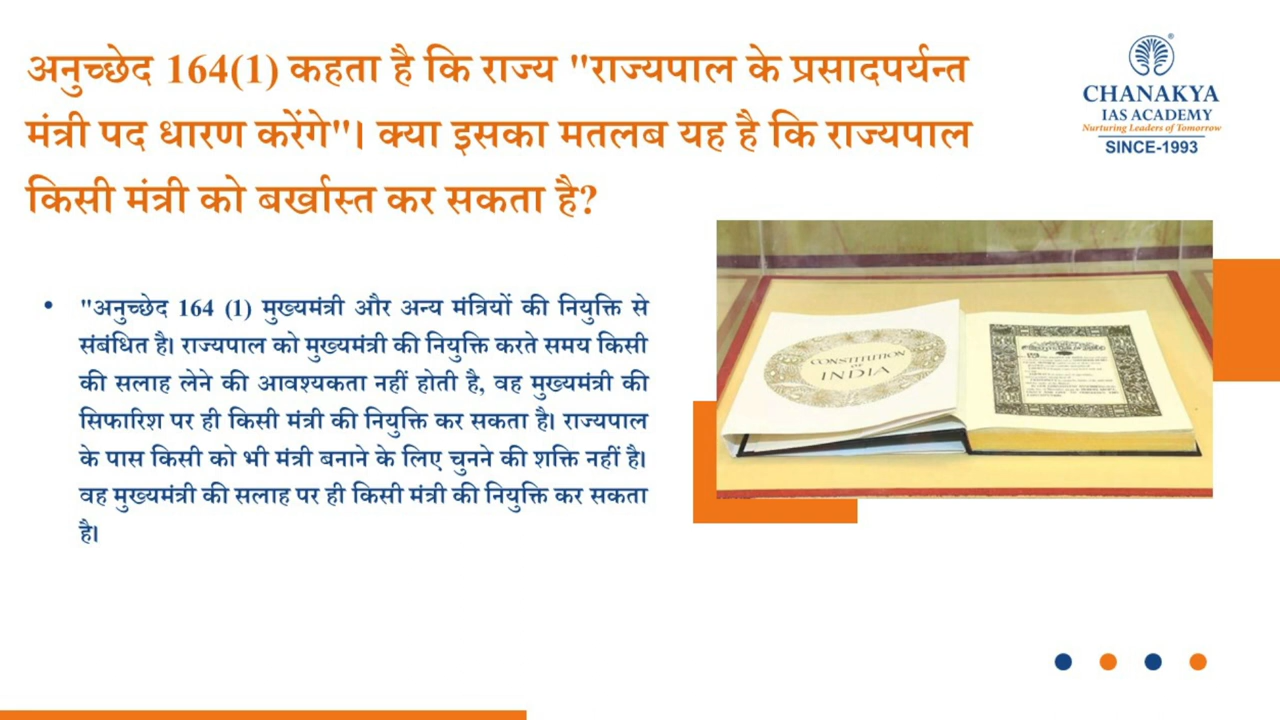 अनुच्छेद 164(1) कहता है कि राज्य "राज्यपाल के प्रसादपर्यन्त
मंत्री पद धारण करेंगे"। क्या इसका मतलब यह है कि राज्यपाल
किसी मंत्री को बर्खास्त कर सकता है?
®
CHANAKYA
IAS ACADEMY
Nurturing Leaders of Tomorrow
SINCE-1993
• "अनुच्छेद 164 (1) मुख्यमंत्री और अन्य मंत्रियों की नियुक्ति से
संबंधित है। राज्यपाल को मुख्यमंत्री की नियुक्ति करते समय किसी
की सलाह लेने की आवश्यकता नहीं होती है, वह मुख्यमंत्री की
सिफारिश पर ही किसी मंत्री की नियुक्ति कर सकता है। राज्यपाल
के पास किसी को भी मंत्री बनाने के लिए चुनने की शक्ति नहीं है।
वह मुख्यमंत्री की सलाह पर ही किसी मंत्री की नियुक्ति कर सकता
है।
CONSTITUTION
OF
INDIA